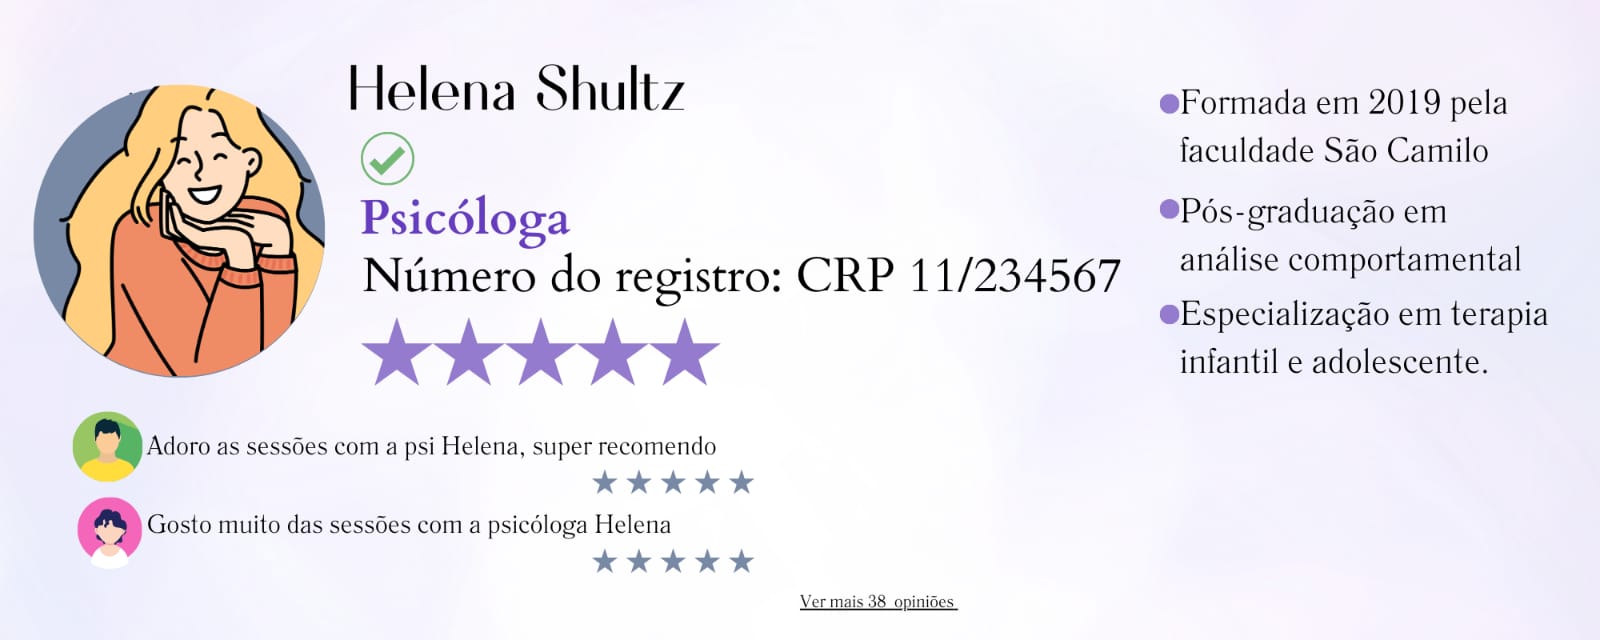 Helena Shultz
Psicóloga
Número do registro: CRP 11/234567
Formada em 2019 pela
faculdade São Camilo
Pós-graduação em
análise comportamental
Especialização em terapia
infantil e adolescente.
Adoro as sessões com a psi Helena, super recomendo
Gosto muito das sessões com a psicóloga Helena
Ver mais 38 opiniões